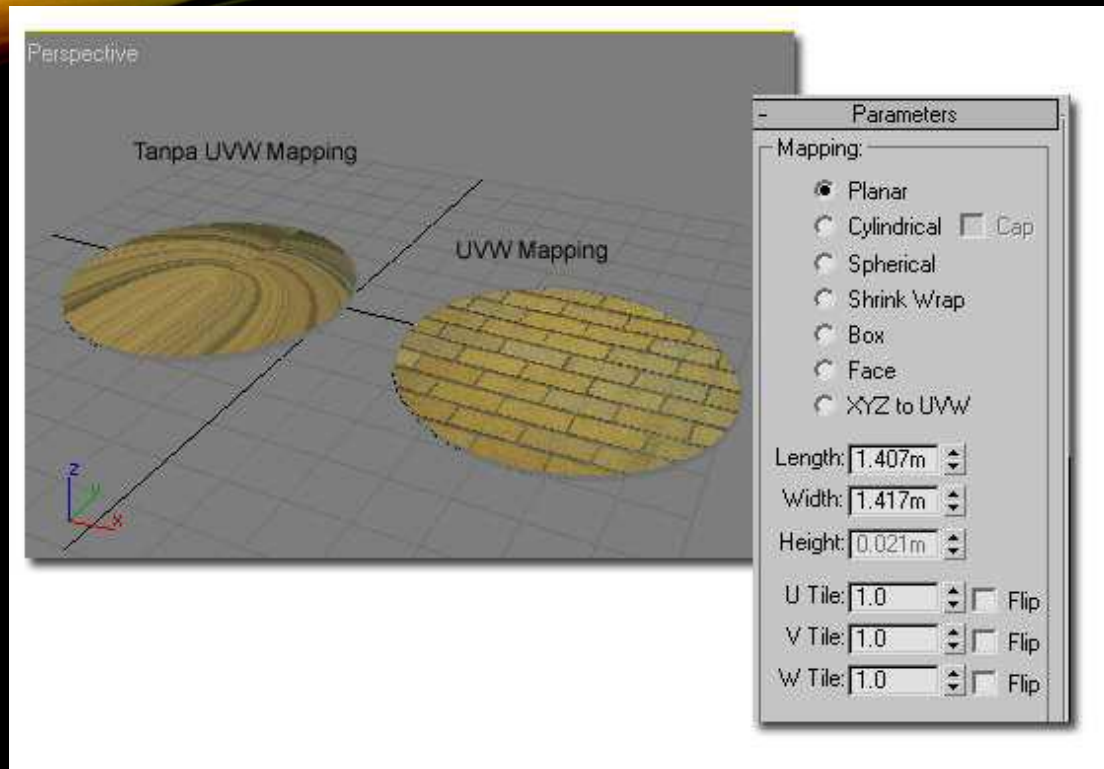 Perspective
Tanpa UVW Mapping
UVW Mapping
z
y
x
- Parameters
Mapping:
Planar
Cylindrical Cap
Spherical
Shrink Wrap
Box
Face
XYZ to UVW
Length: 1.407m
Width: 1.417m
Height: 0.021m
U Tile: 1.0 Flip
V Tile: 1.0 Flip
W Tile: 1.0 Flip